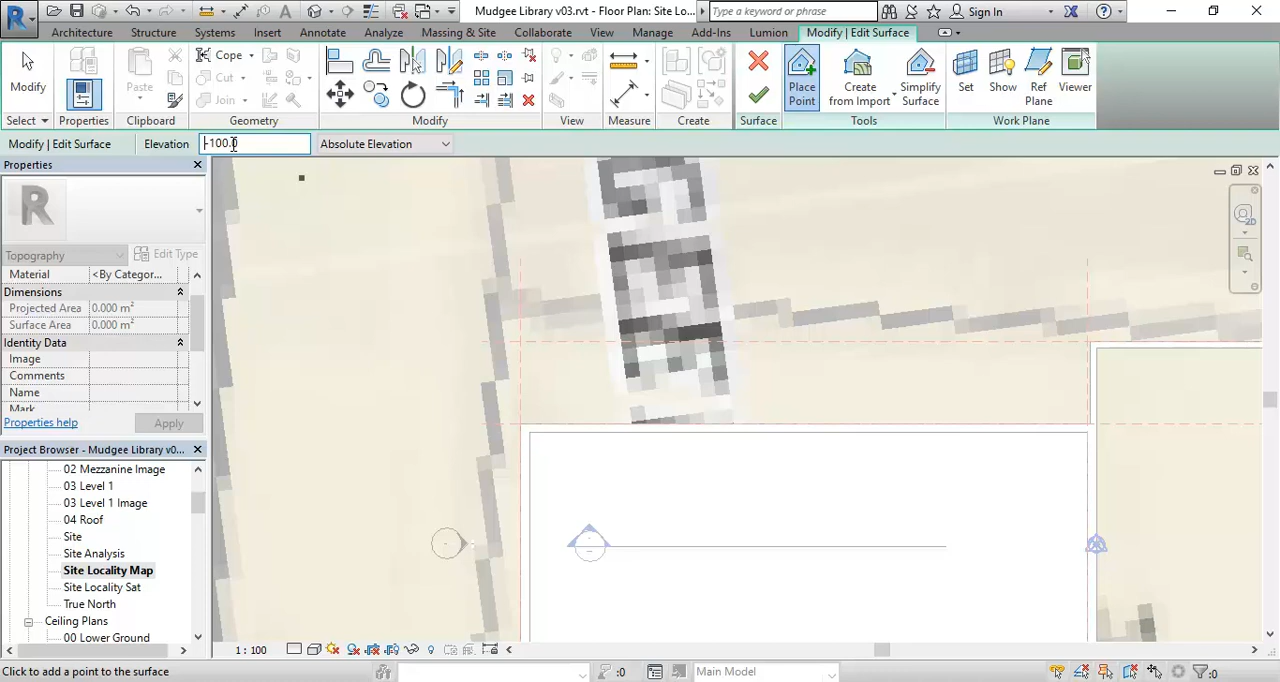 Mudgee Library v03.rvt - Floor Plan: Site Lo...
Type a keyword or phrase
Sign In
Architecture
Structure
Systems
Insert
Annotate
Analyze
Massing & Site
Collaborate
View
Manage
Add-Ins
Lumion
Modify | Edit Surface
Modify
Paste
Cope
Cut
Join
Place Point
Create from Import
Simplify Surface
Set
Show
Ref Plane
Viewer
Select
Properties
Clipboard
Geometry
Modify
View
Measure
Create
Surface
Tools
Work Plane
Modify | Edit Surface
Elevation
-100.0
Absolute Elevation
Properties
R
Topography
Edit Type
Material
<By Categor...
Dimensions
Projected Area
0.000 m²
Surface Area
0.000 m²
Identity Data
Image
Comments
Name
Mark
Properties help
Apply
Project Browser - Mudgee Library v0...
02 Mezzanine Image
03 Level 1
03 Level 1 Image
04 Roof
Site
Site Analysis
Site Locality Map
Site Locality Sat
True North
Ceiling Plans
00 Lower Ground
1 : 100
Click to add a point to the surface
:0
Main Model
:0